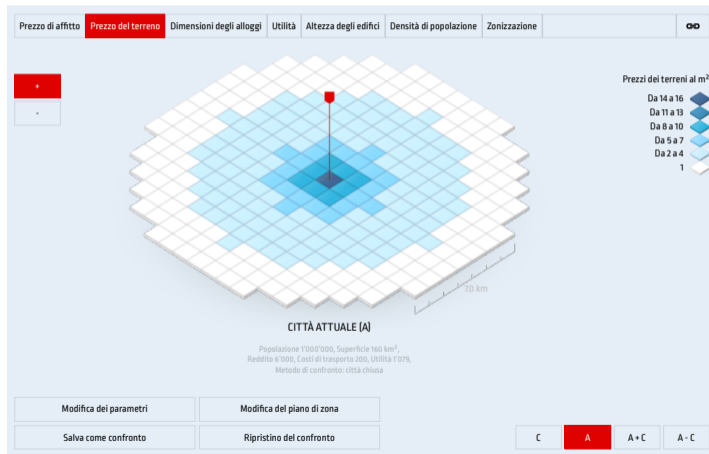 Prezzo di affitto Prezzo del terreno Dimensioni degli alloggi Utilità Altezza degli edifici Densità di popolazione Zonizzazione
+
-
Prezzi dei terreni al m²
Da 14 a 16
Da 11 a 13
Da 8 a 10
Da 5 a 7
Da 2 a 4
1
20 km
CITTÀ ATTUALE (A)
Popolazione 1'000'000, Superficie 160 km²,
Reddito 6'000, Costi di trasporto 200, Utilità 1'079,
Metodo di confronto: città chiusa
Modifica dei parametri Modifica del piano di zona
Salva come confronto Ripristino del confronto C A A + C A - C